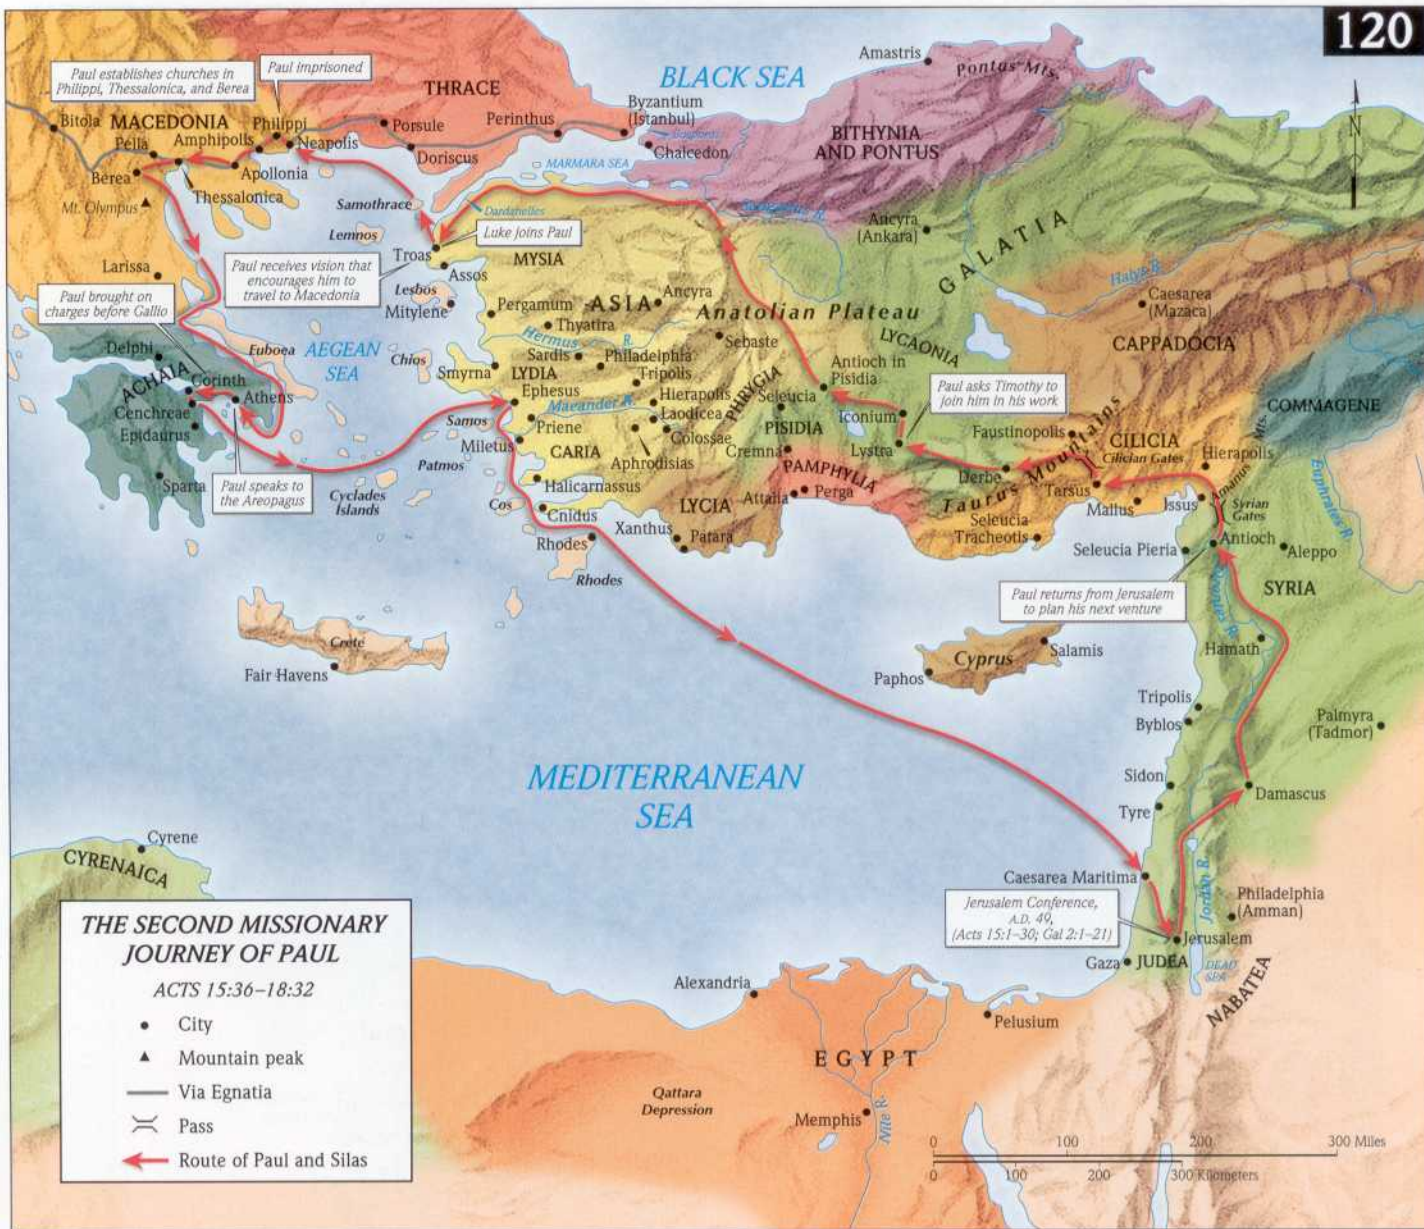 120
BLACK SEA
Amastris
Pontus Mts.
Paul establishes churches in
Philippi, Thessalonica, and Berea
Paul imprisoned
THRACE
Byzantium
(Istanbul)
N
Bitola
MACEDONIA
Philippi
Porsule
Perinthus
BITHYNIA
AND PONTUS
Pella
Amphipolis
Neapolis
Doriscus
Chalcedon
MARMARA SEA
Berea
Apollonia
Thessalonica
Mt. Olympus
Samothrace
Dardanelles
Ancyra
(Ankara)
GALATIA
Lemnos
Luke joins Paul
Troas
MYSIA
Paul receives vision that
encourages him to
travel to Macedonia
Assos
Halys R.
Larissa
Lesbos
Mitylene
Pergamum
ASIA
Ancyra
Anatolian Plateau
Caesarea
(Mazaca)
Paul brought on
charges before Gallio
Thyatira
Hermus
R.
Sebaste
LYCAONIA
CAPPADOCIA
Delphi
Euboea
AEGEAN
SEA
Chios
Sardis
Philadelphia
Smyrna
LYDIA
Tripolis
Antioch in
Pisidia
ACHAIA
Corinth
Athens
Ephesus
Hierapolis
PHRYGIA
Seleucia
Paul asks Timothy to
join him in his work
COMMAGENE
Cenchreae
Maeander R.
Laodicea
Iconium
Epidaurus
Samos
Priene
Colossae
PISIDIA
Faustinopolis
CILICIA
Miletus
CARIA
Aphrodisias
Cremna
Lystra
Cilician Gates
Hierapolis
Amanus
Mts.
Patmos
PAMPHYLIA
Derbe
Taurus Mountains
Tarsus
Euphrates R.
Sparta
Paul speaks to
the Areopagus
Cyclades
Islands
Halicarnassus
LYCIA
Attalia
Perga
Mallus
Issus
Syrian
Gates
Cos
Cnidus
Xanthus
Patara
Seleucia
Tracheotis
Rhodes
Seleucia Pieria
Antioch
Aleppo
Rhodes
Paul returns from Jerusalem
to plan his next venture
SYRIA
Crete
Hamath
Fair Havens
Cyprus
Salamis
Paphos
Tripolis
Byblos
Palmyra
(Tadmor)
MEDITERRANEAN
SEA
Sidon
Damascus
Tyre
Cyrene
CYRENAICA
Caesarea Maritima
Jordan R.
Philadelphia
(Amman)
Jerusalem Conference,
A.D. 49,
(Acts 15:1–30; Gal 2:1–21)
Jerusalem
Gaza
JUDEA
DEAD
SEA
NABATEA
Alexandria
Pelusium
EGYPT
Qattara
Depression
Memphis
Nile R.
THE SECOND MISSIONARY
JOURNEY OF PAUL
ACTS 15:36–18:32
City
Mountain peak
Via Egnatia
Pass
Route of Paul and Silas
0 100 200 300 Miles
0 100 200 300 Kilometers